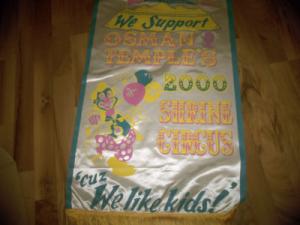 We Support
OSMAN
TEMPLE'S
2000
SHRINE
CIRCUS
'cuz
We like kids!'